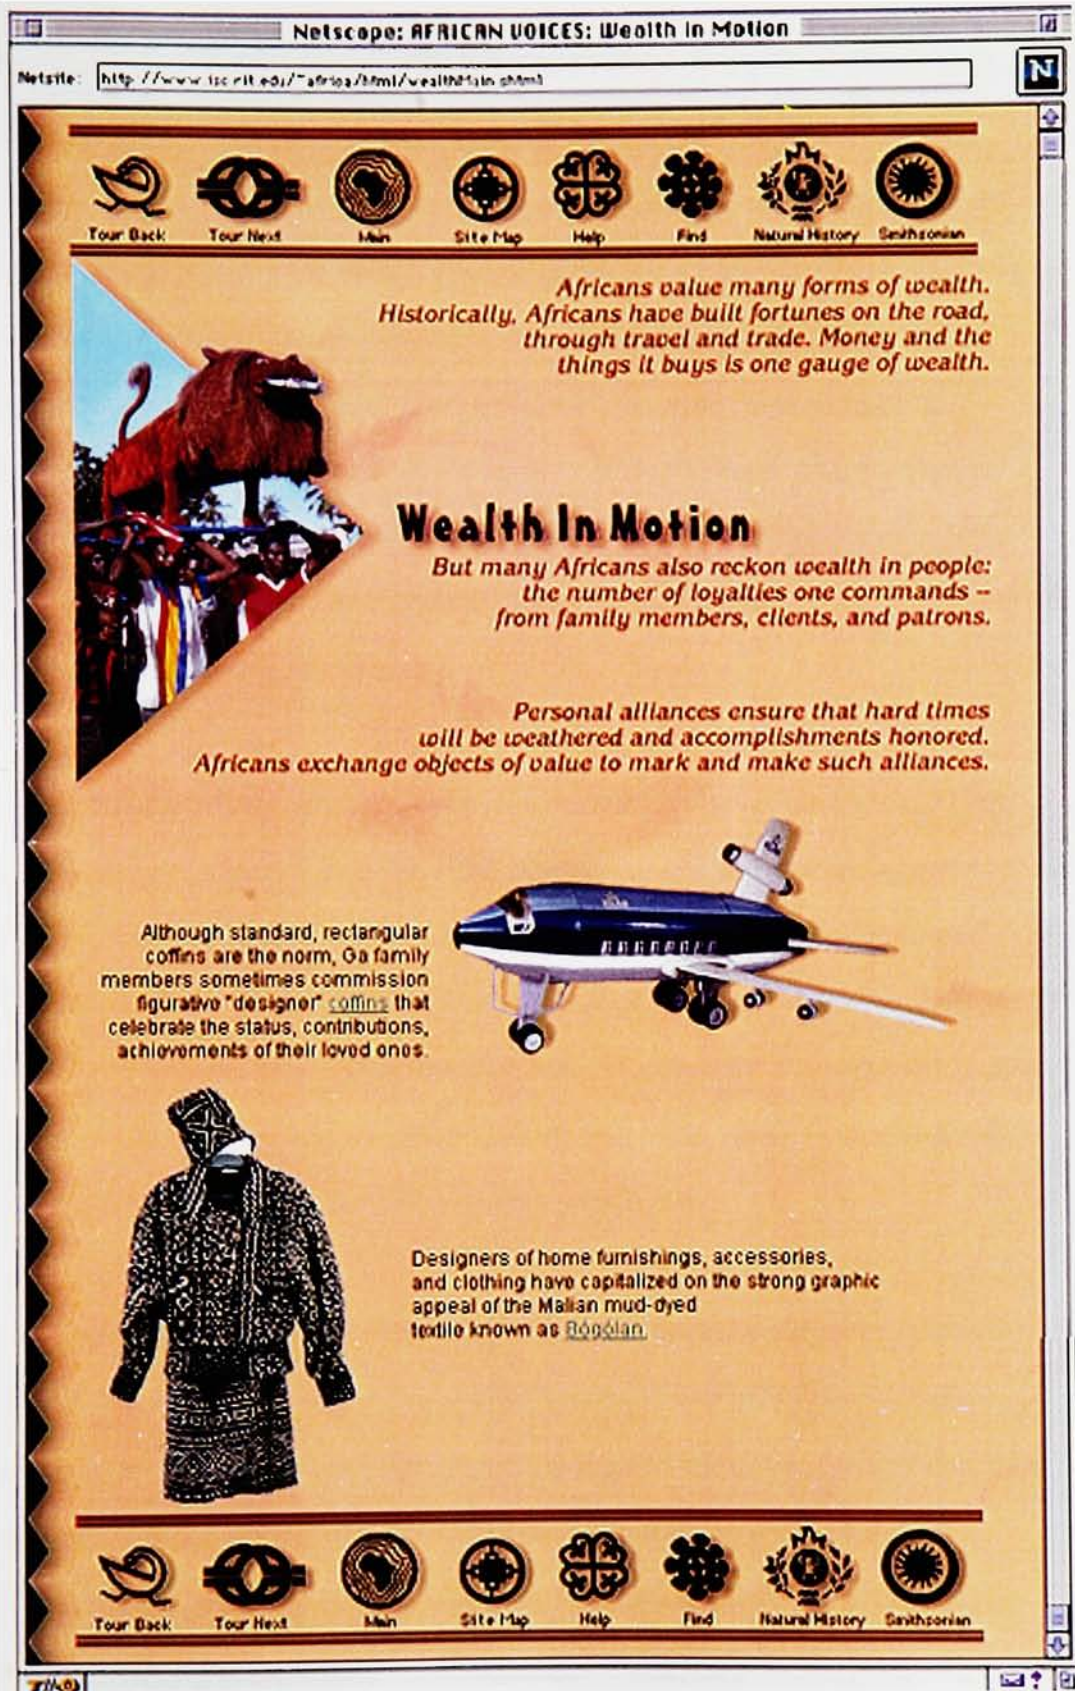 Netscape: AFRICAN VOICES: Wealth in Motion
Netsite:
Tour Back Tour Next Main Site Map Help Find Natural History Smithsonian
Africans value many forms of wealth.
Historically, Africans have built fortunes on the road,
through travel and trade. Money and the
things it buys is one gauge of wealth.
Wealth In Motion
But many Africans also reckon wealth in people:
the number of loyalties one commands --
from family members, clients, and patrons.
Personal alliances ensure that hard times
will be weathered and accomplishments honored.
Africans exchange objects of value to mark and make such alliances.
Although standard, rectangular
coffins are the norm, Ga family
members sometimes commission
figurative "designer" coffins that
celebrate the status, contributions,
achievements of their loved ones.
Designers of home furnishings, accessories,
and clothing have capitalized on the strong graphic
appeal of the Malian mud-dyed
textile known as Bógólan.
Tour Back Tour Next Main Site Map Help Find Natural History Smithsonian